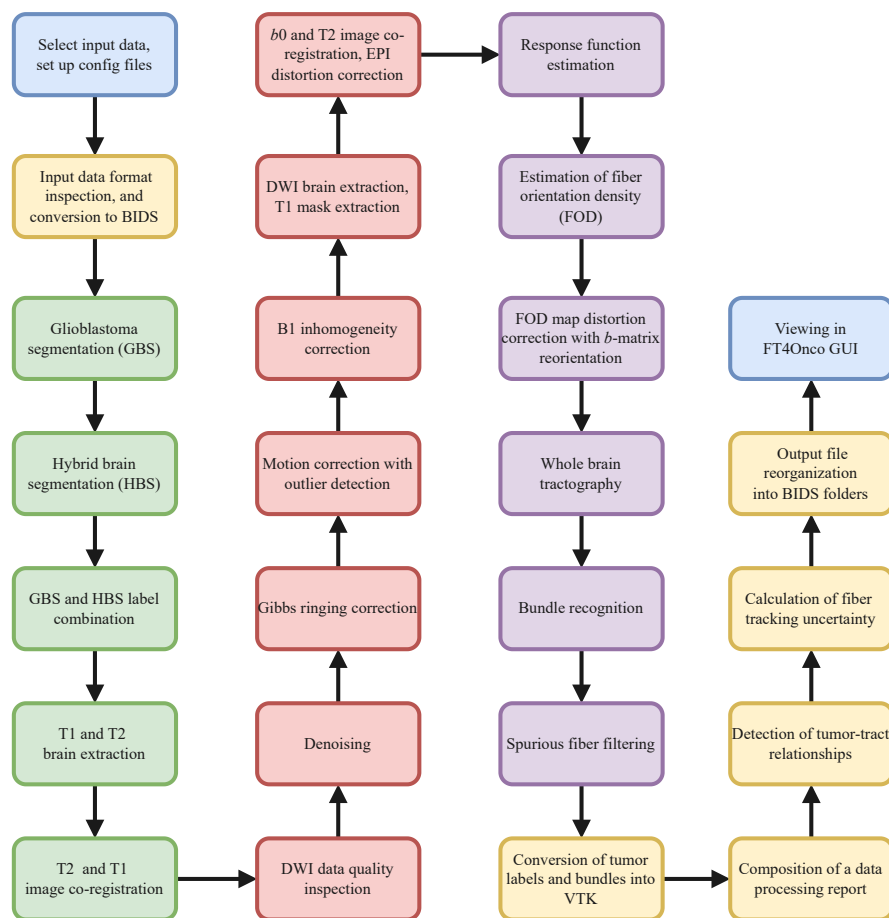 Select input data,
set up config files
Input data format
inspection, and
conversion to BIDS
Glioblastoma
segmentation (GBS)
Hybrid brain
segmentation (HBS)
GBS and HBS label
combination
T1 and T2
brain extraction
T2 and T1
image co-registration
DWI data quality
inspection
Denoising
Gibbs ringing correction
Motion correction with
outlier detection
B1 inhomogeneity
correction
DWI brain extraction,
T1 mask extraction
b0 and T2 image co-
registration, EPI
distortion correction
Response function
estimation
Estimation of fiber
orientation density
(FOD)
FOD map distortion
correction with b-matrix
reorientation
Whole brain
tractography
Bundle recognition
Spurious fiber filtering
Conversion of tumor
labels and bundles into
VTK
Composition of a data
processing report
Detection of tumor-tract
relationships
Calculation of fiber
tracking uncertainty
Output file
reorganization
into BIDS folders
Viewing in
FT4Onco GUI